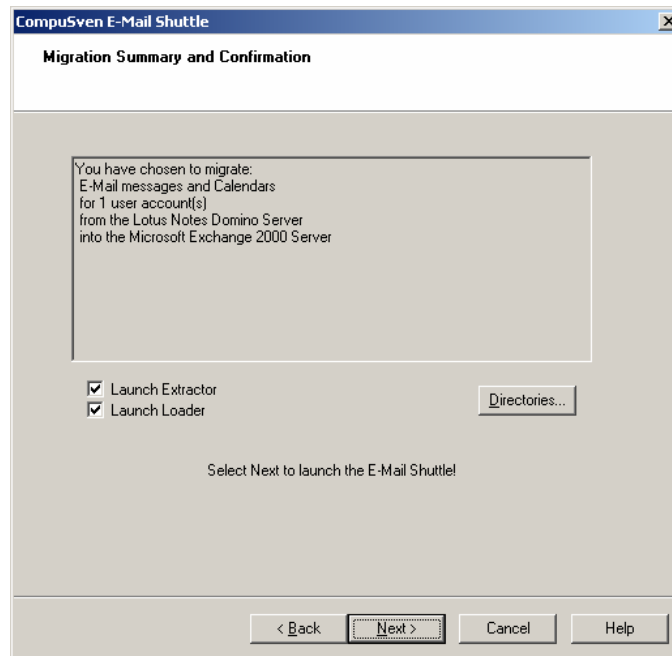 CompuSven E-Mail Shuttle
Migration Summary and Confirmation
You have chosen to migrate:
E-Mail messages and Calendars
for 1 user account(s)
from the Lotus Notes Domino Server
into the Microsoft Exchange 2000 Server
Launch Extractor
Launch Loader
Directories...
Select Next to launch the E-Mail Shuttle!
< Back
Next >
Cancel
Help